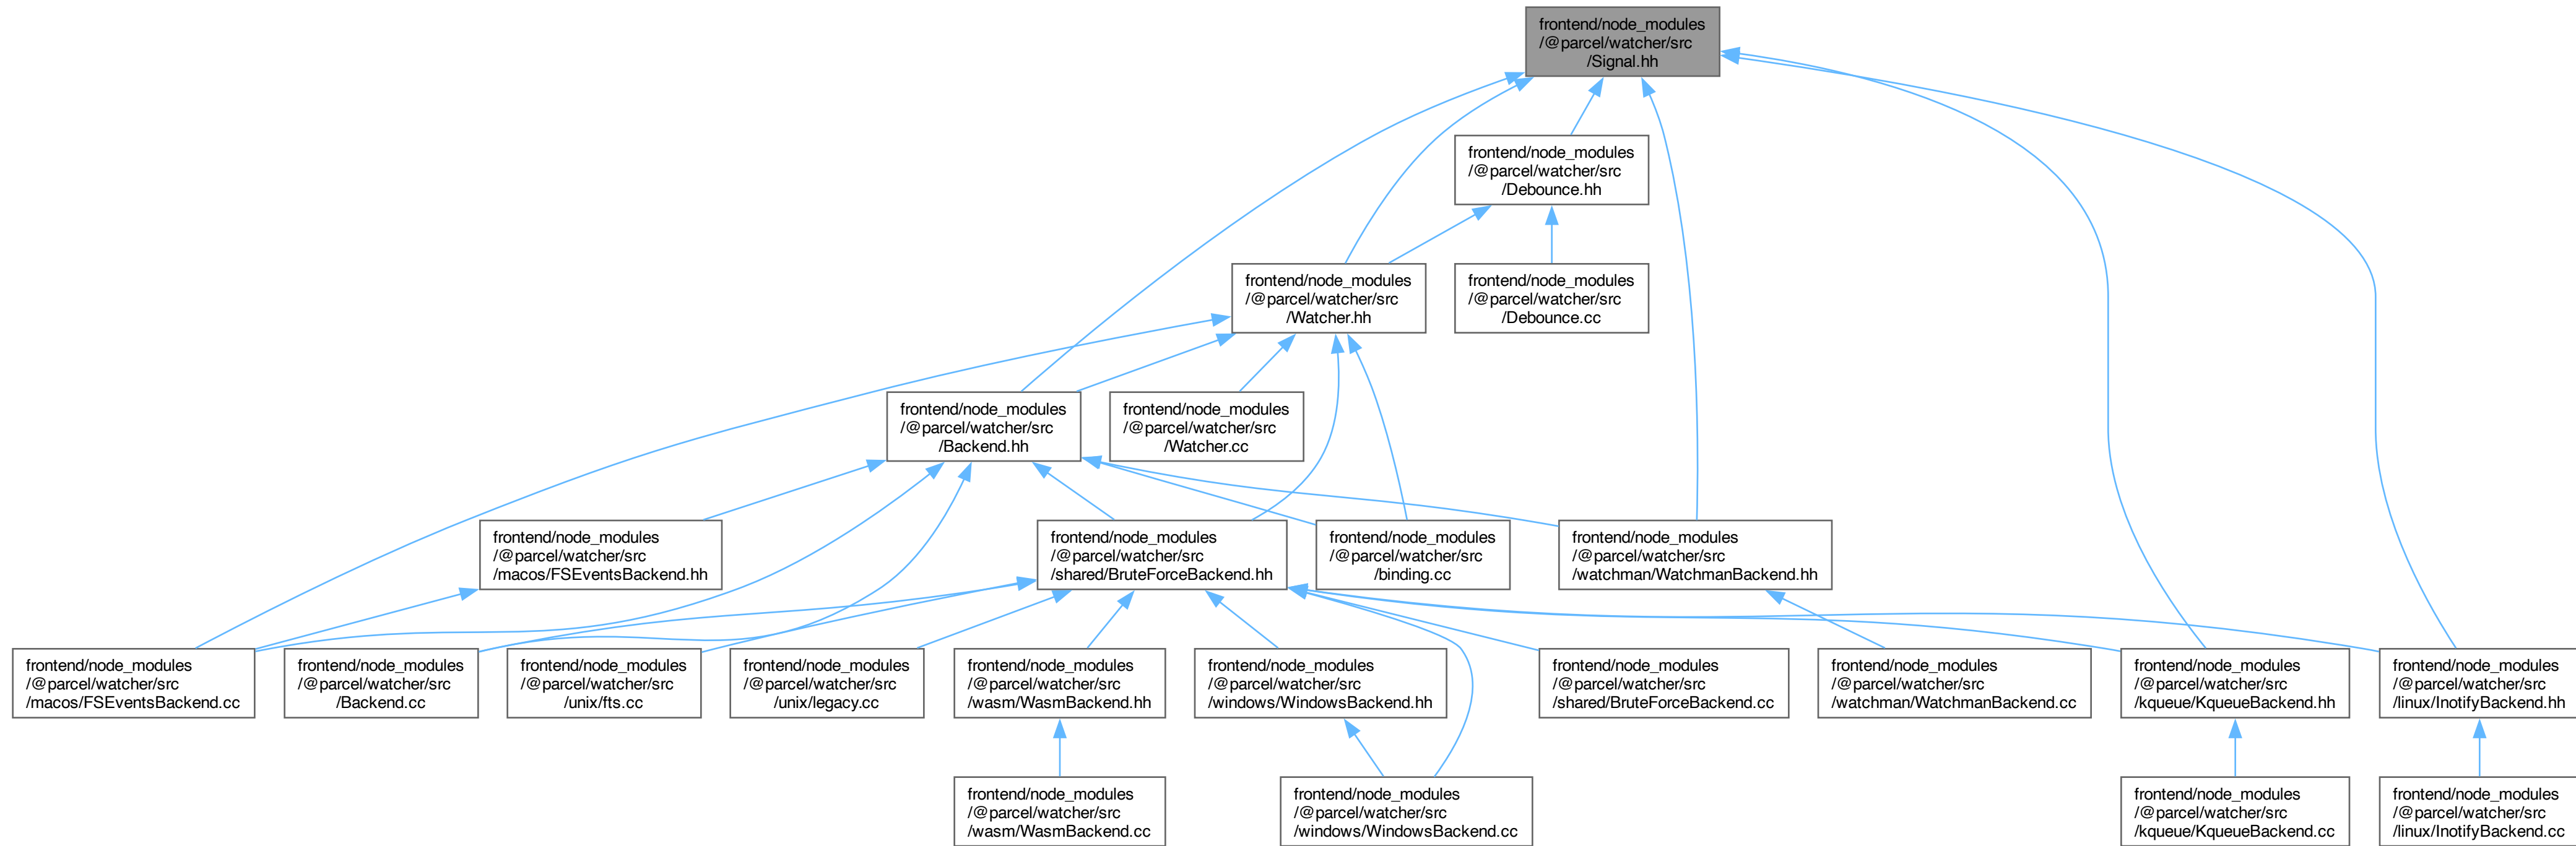 frontend/node_modules
/@parcel/watcher/src
/Signal.hh
frontend/node_modules
/@parcel/watcher/src
/Debounce.hh
frontend/node_modules
/@parcel/watcher/src
/Watcher.hh
frontend/node_modules
/@parcel/watcher/src
/Debounce.cc
frontend/node_modules
/@parcel/watcher/src
/Backend.hh
frontend/node_modules
/@parcel/watcher/src
/Watcher.cc
frontend/node_modules
/@parcel/watcher/src
/macos/FSEventsBackend.hh
frontend/node_modules
/@parcel/watcher/src
/shared/BruteForceBackend.hh
frontend/node_modules
/@parcel/watcher/src
/binding.cc
frontend/node_modules
/@parcel/watcher/src
/watchman/WatchmanBackend.hh
frontend/node_modules
/@parcel/watcher/src
/macos/FSEventsBackend.cc
frontend/node_modules
/@parcel/watcher/src
/Backend.cc
frontend/node_modules
/@parcel/watcher/src
/unix/fts.cc
frontend/node_modules
/@parcel/watcher/src
/unix/legacy.cc
frontend/node_modules
/@parcel/watcher/src
/wasm/WasmBackend.hh
frontend/node_modules
/@parcel/watcher/src
/windows/WindowsBackend.hh
frontend/node_modules
/@parcel/watcher/src
/shared/BruteForceBackend.cc
frontend/node_modules
/@parcel/watcher/src
/watchman/WatchmanBackend.cc
frontend/node_modules
/@parcel/watcher/src
/kqueue/KqueueBackend.hh
frontend/node_modules
/@parcel/watcher/src
/linux/InotifyBackend.hh
frontend/node_modules
/@parcel/watcher/src
/wasm/WasmBackend.cc
frontend/node_modules
/@parcel/watcher/src
/windows/WindowsBackend.cc
frontend/node_modules
/@parcel/watcher/src
/kqueue/KqueueBackend.cc
frontend/node_modules
/@parcel/watcher/src
/linux/InotifyBackend.cc